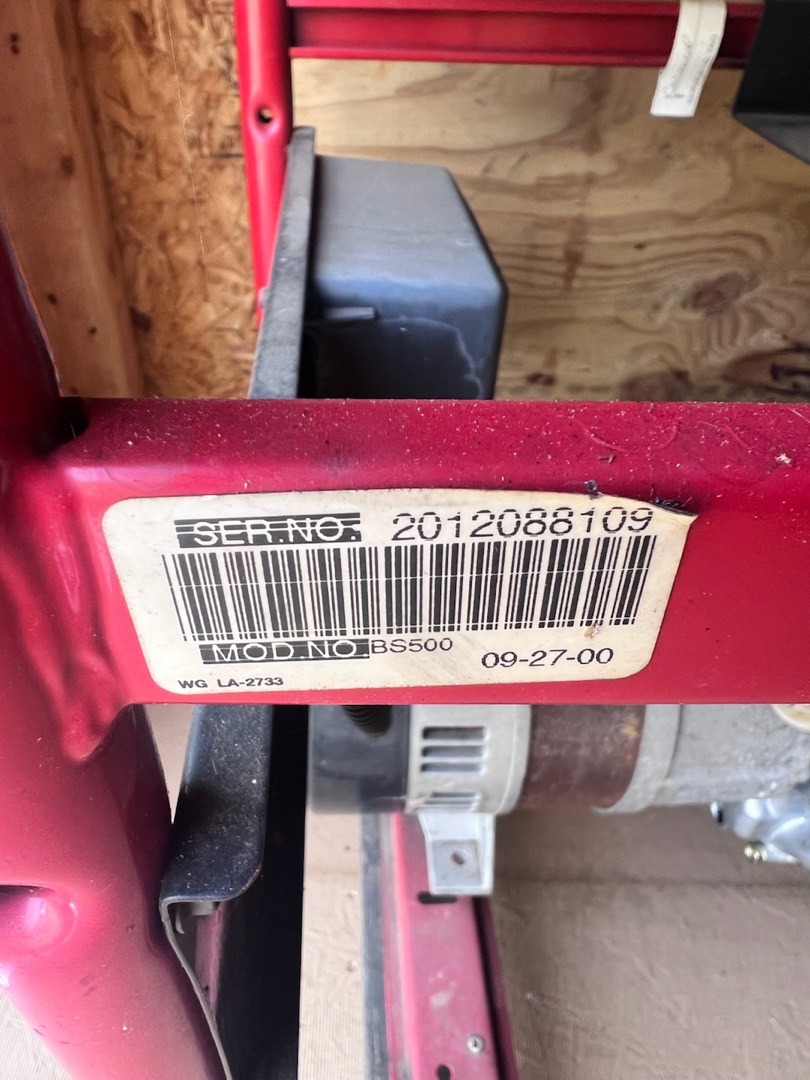 SER.NO. 2012088109
MOD.NO BS500 09-27-00
WG LA-2733